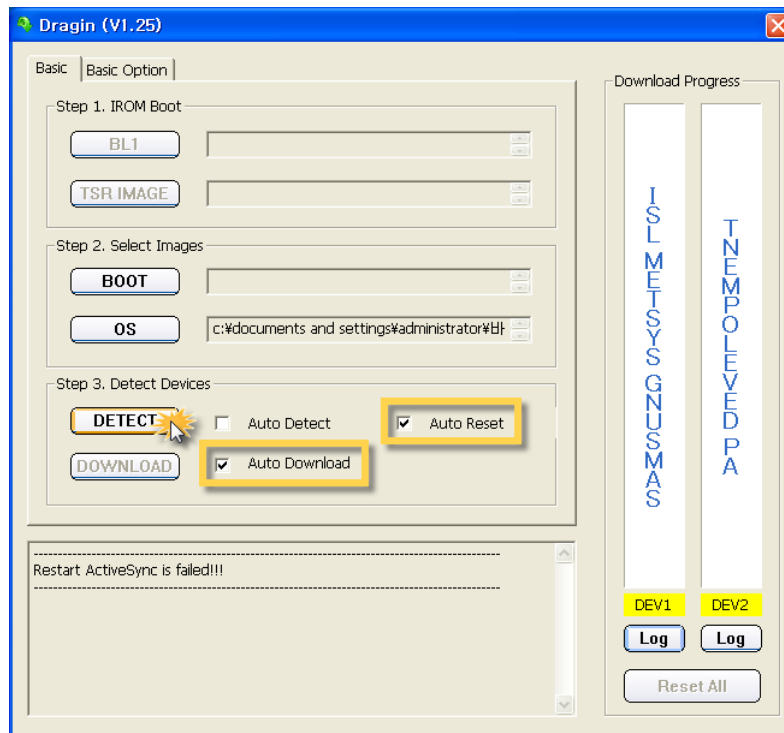 Dragin (V1.25)
Basic
Basic Option
Step 1. IROM Boot
BL1
TSR IMAGE
Step 2. Select Images
BOOT
OS
c:¥documents and settings¥administrator¥바
Step 3. Detect Devices
DETECT
Auto Detect
Auto Reset
DOWNLOAD
Auto Download
--------------------------------------------------------------------------------
Restart ActiveSync is failed!!!
--------------------------------------------------------------------------------
Download Progress
ISL METSYS GNUSMAS
TNEMPOLEVED PA
DEV1
DEV2
Log
Log
Reset All